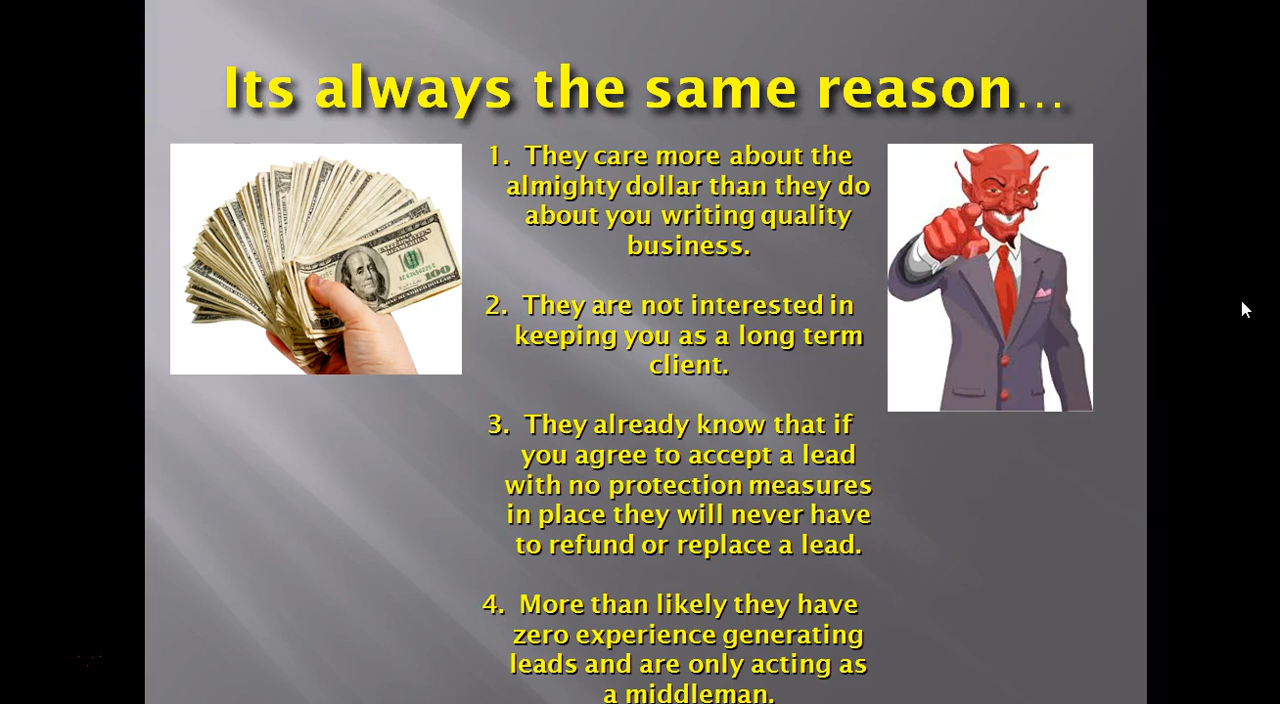 Its always the same reason...
1. They care more about the
almighty dollar than they do
about you writing quality
business.
2. They are not interested in
keeping you as a long term
client.
3. They already know that if
you agree to accept a lead
with no protection measures
in place they will never have
to refund or replace a lead.
4. More than likely they have
zero experience generating
leads and are only acting as
a middleman.
100